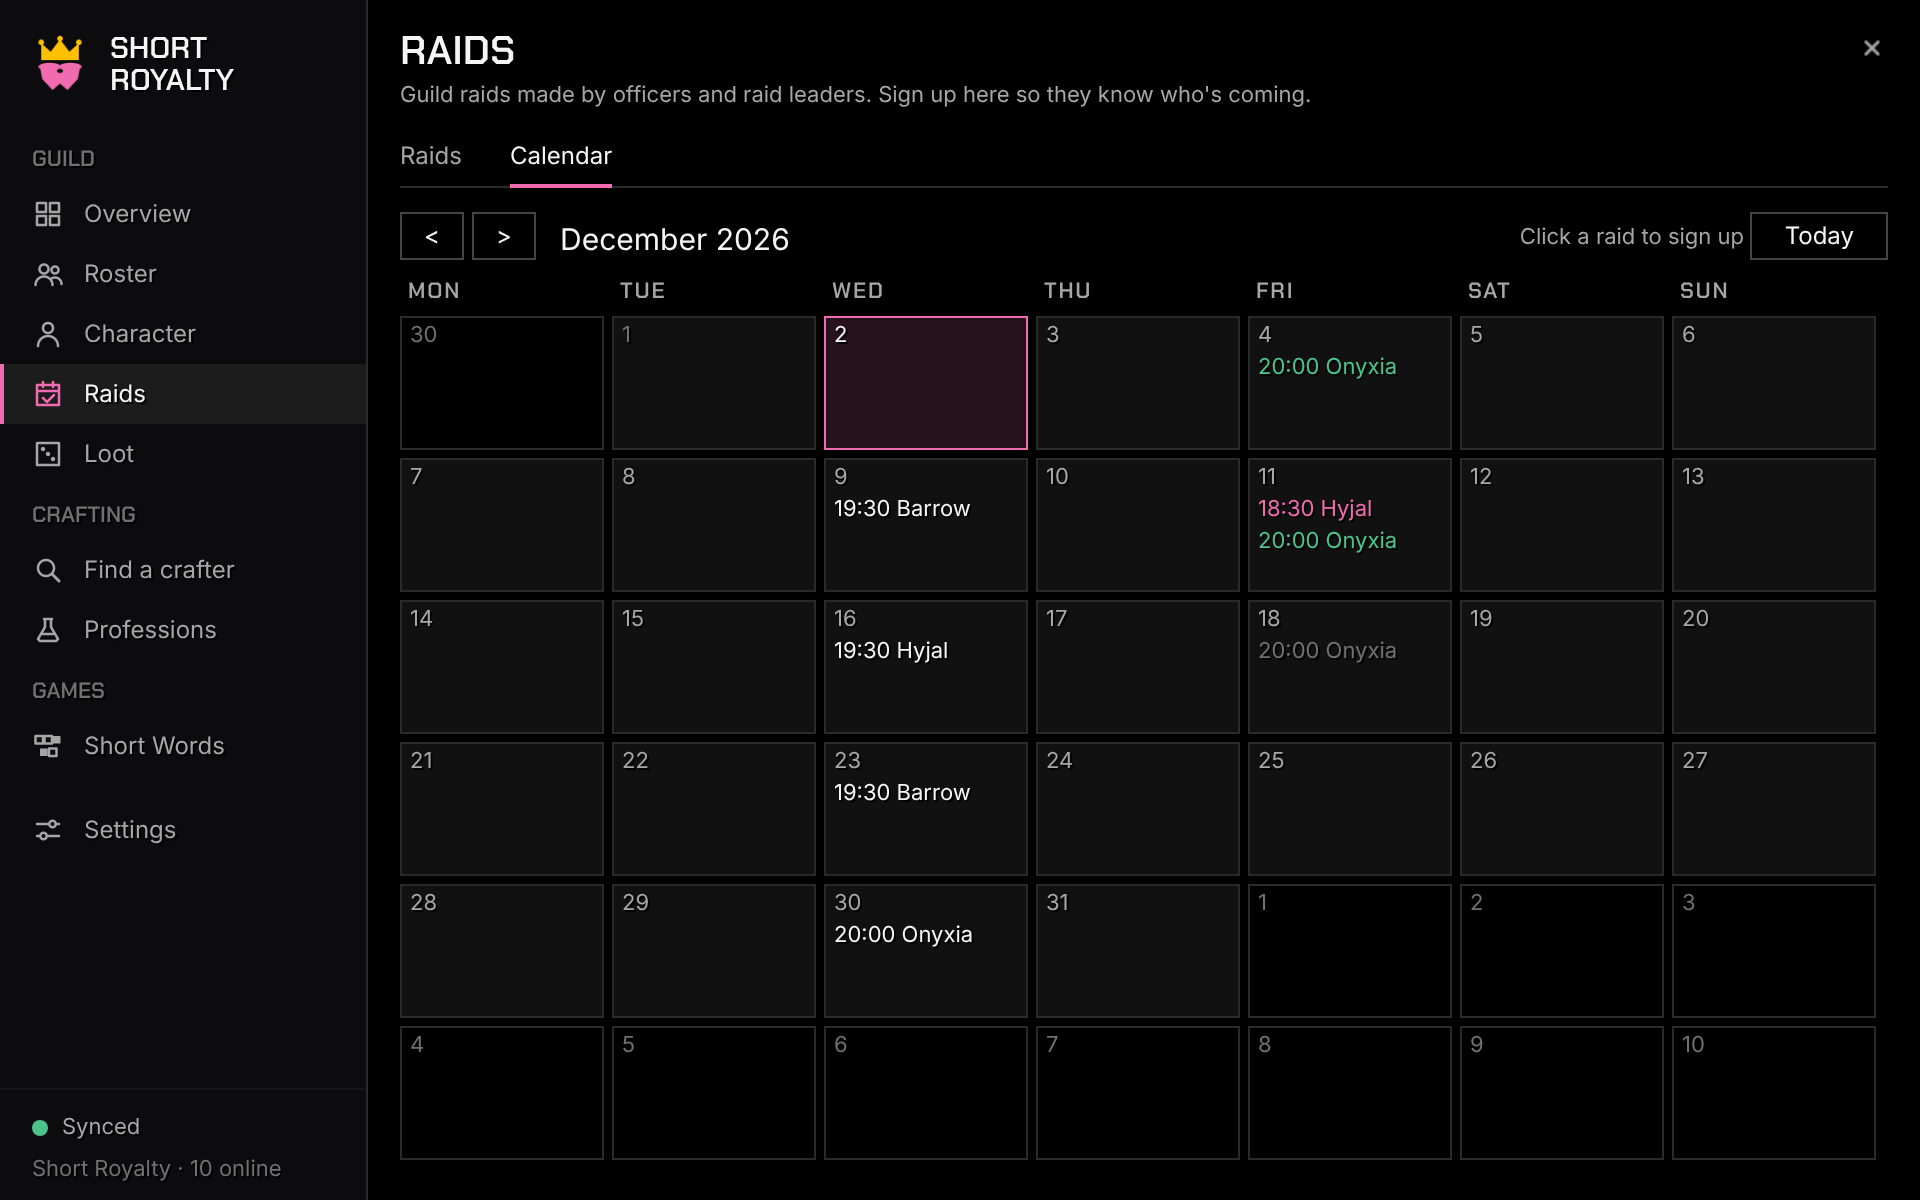 SHORT
ROYALTY
GUILD
Overview
Roster
Character
Raids
Loot
CRAFTING
Find a crafter
Professions
GAMES
Short Words
Settings
Synced
Short Royalty · 10 online
RAIDS
Guild raids made by officers and raid leaders. Sign up here so they know who's coming.
Raids Calendar
< > December 2026 Click a raid to sign up Today
MON TUE WED THU FRI SAT SUN
30 1 2 3 4 5 6
20:00 Onyxia
7 8 9 10 11 12 13
19:30 Barrow 18:30 Hyjal
20:00 Onyxia
14 15 16 17 18 19 20
19:30 Hyjal 20:00 Onyxia
21 22 23 24 25 26 27
19:30 Barrow
28 29 30 31 1 2 3
20:00 Onyxia
4 5 6 7 8 9 10